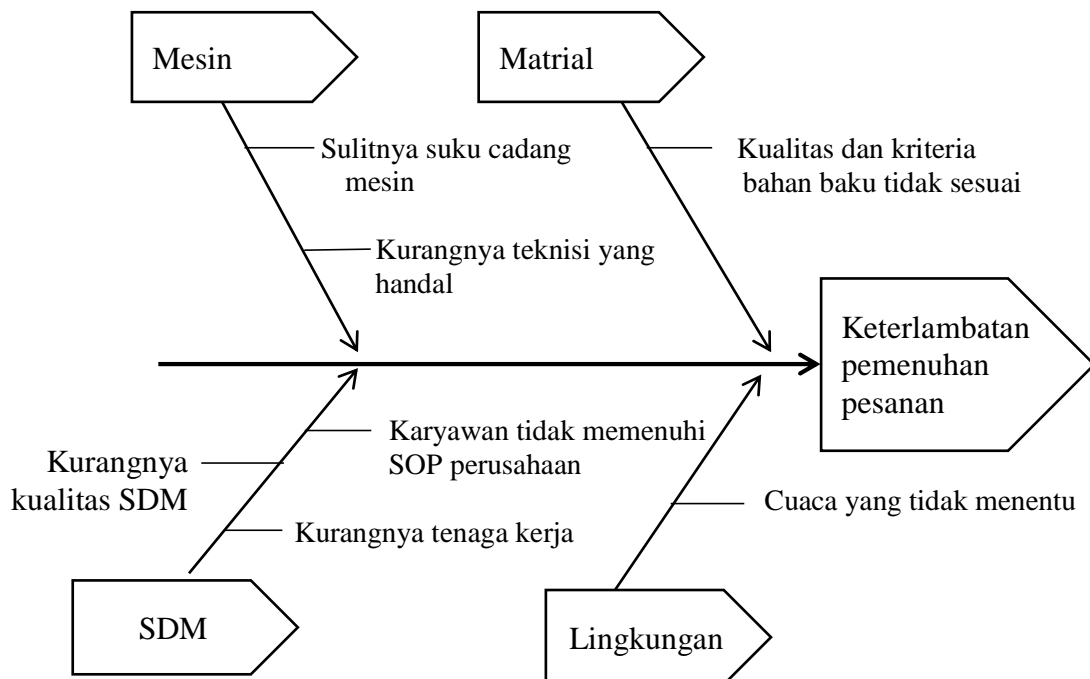 Mesin
Matrial
Sulitnya suku cadang
mesin
Kualitas dan kriteria
bahan baku tidak sesuai
Kurangnya teknisi yang
handal
Keterlambatan
pemenuhan
pesanan
Karyawan tidak memenuhi
SOP perusahaan
Kurangnya
kualitas SDM
Cuaca yang tidak menentu
Kurangnya tenaga kerja
SDM
Lingkungan